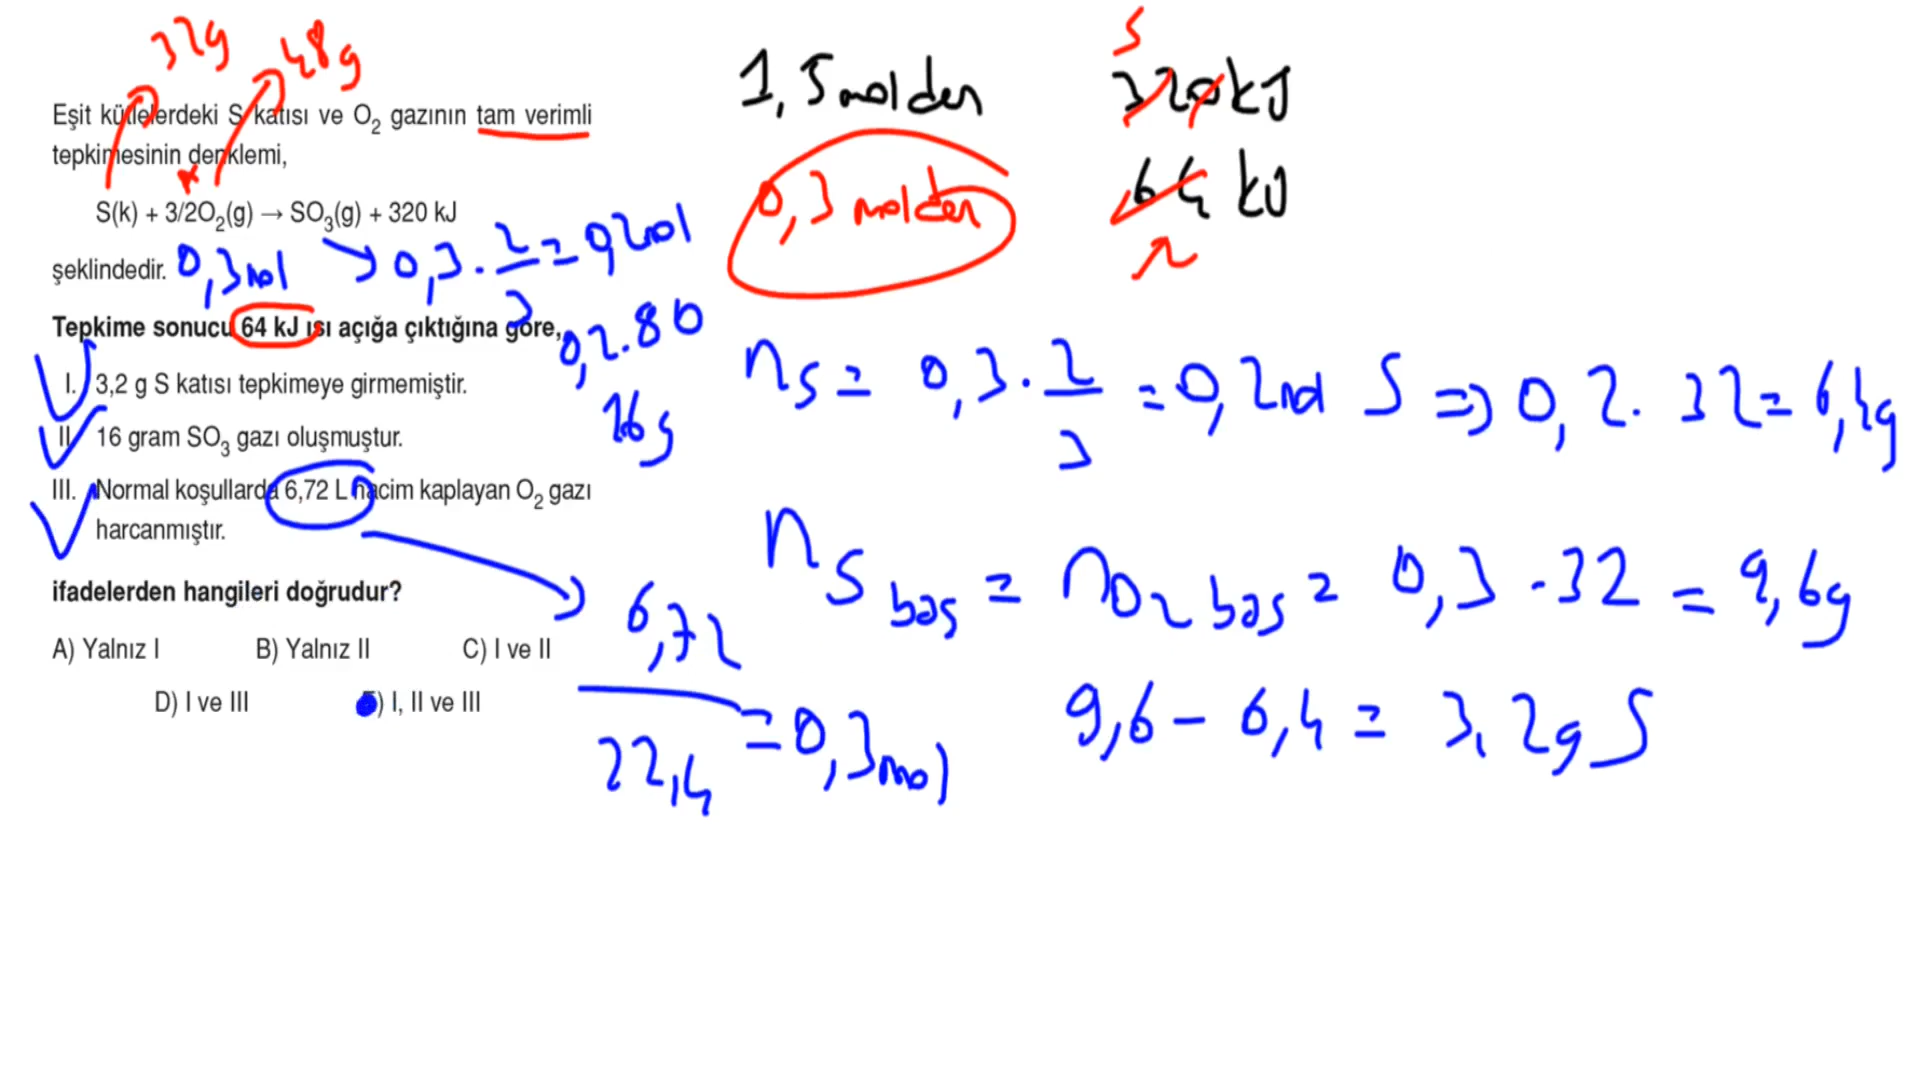 32g 48g
Eşit kütlelerdeki S katısı ve O₂ gazının tam verimli
tepkimesinin denklemi,
S(k) + 3/2O₂(g) → SO₃(g) + 320 kJ
şeklindedir. 0,3mol 0,3 . 2/3 = 0,2mol
Tepkime sonucu 64 kJ ısı açığa çıktığına göre,
0,2.80
16g
I. 3,2 g S katısı tepkimeye girmemiştir.
II. 16 gram SO₃ gazı oluşmuştur.
III. Normal koşullarda 6,72 L hacim kaplayan O₂ gazı
harcanmıştır.
ifadelerden hangileri doğrudur?
A) Yalnız I B) Yalnız II C) I ve II
D) I ve III E) I, II ve III
6,72/22,4 = 0,3mol
1,5molden 320kJ 5
0,3 molden 64 kJ
nS = 0,3 . 2/3 = 0,2mol S ⇒ 0,2. 32= 6,4g
nS baş = nO2 baş = 0,3 . 32 = 9,6g
9,6 - 6,4 = 3,2g S